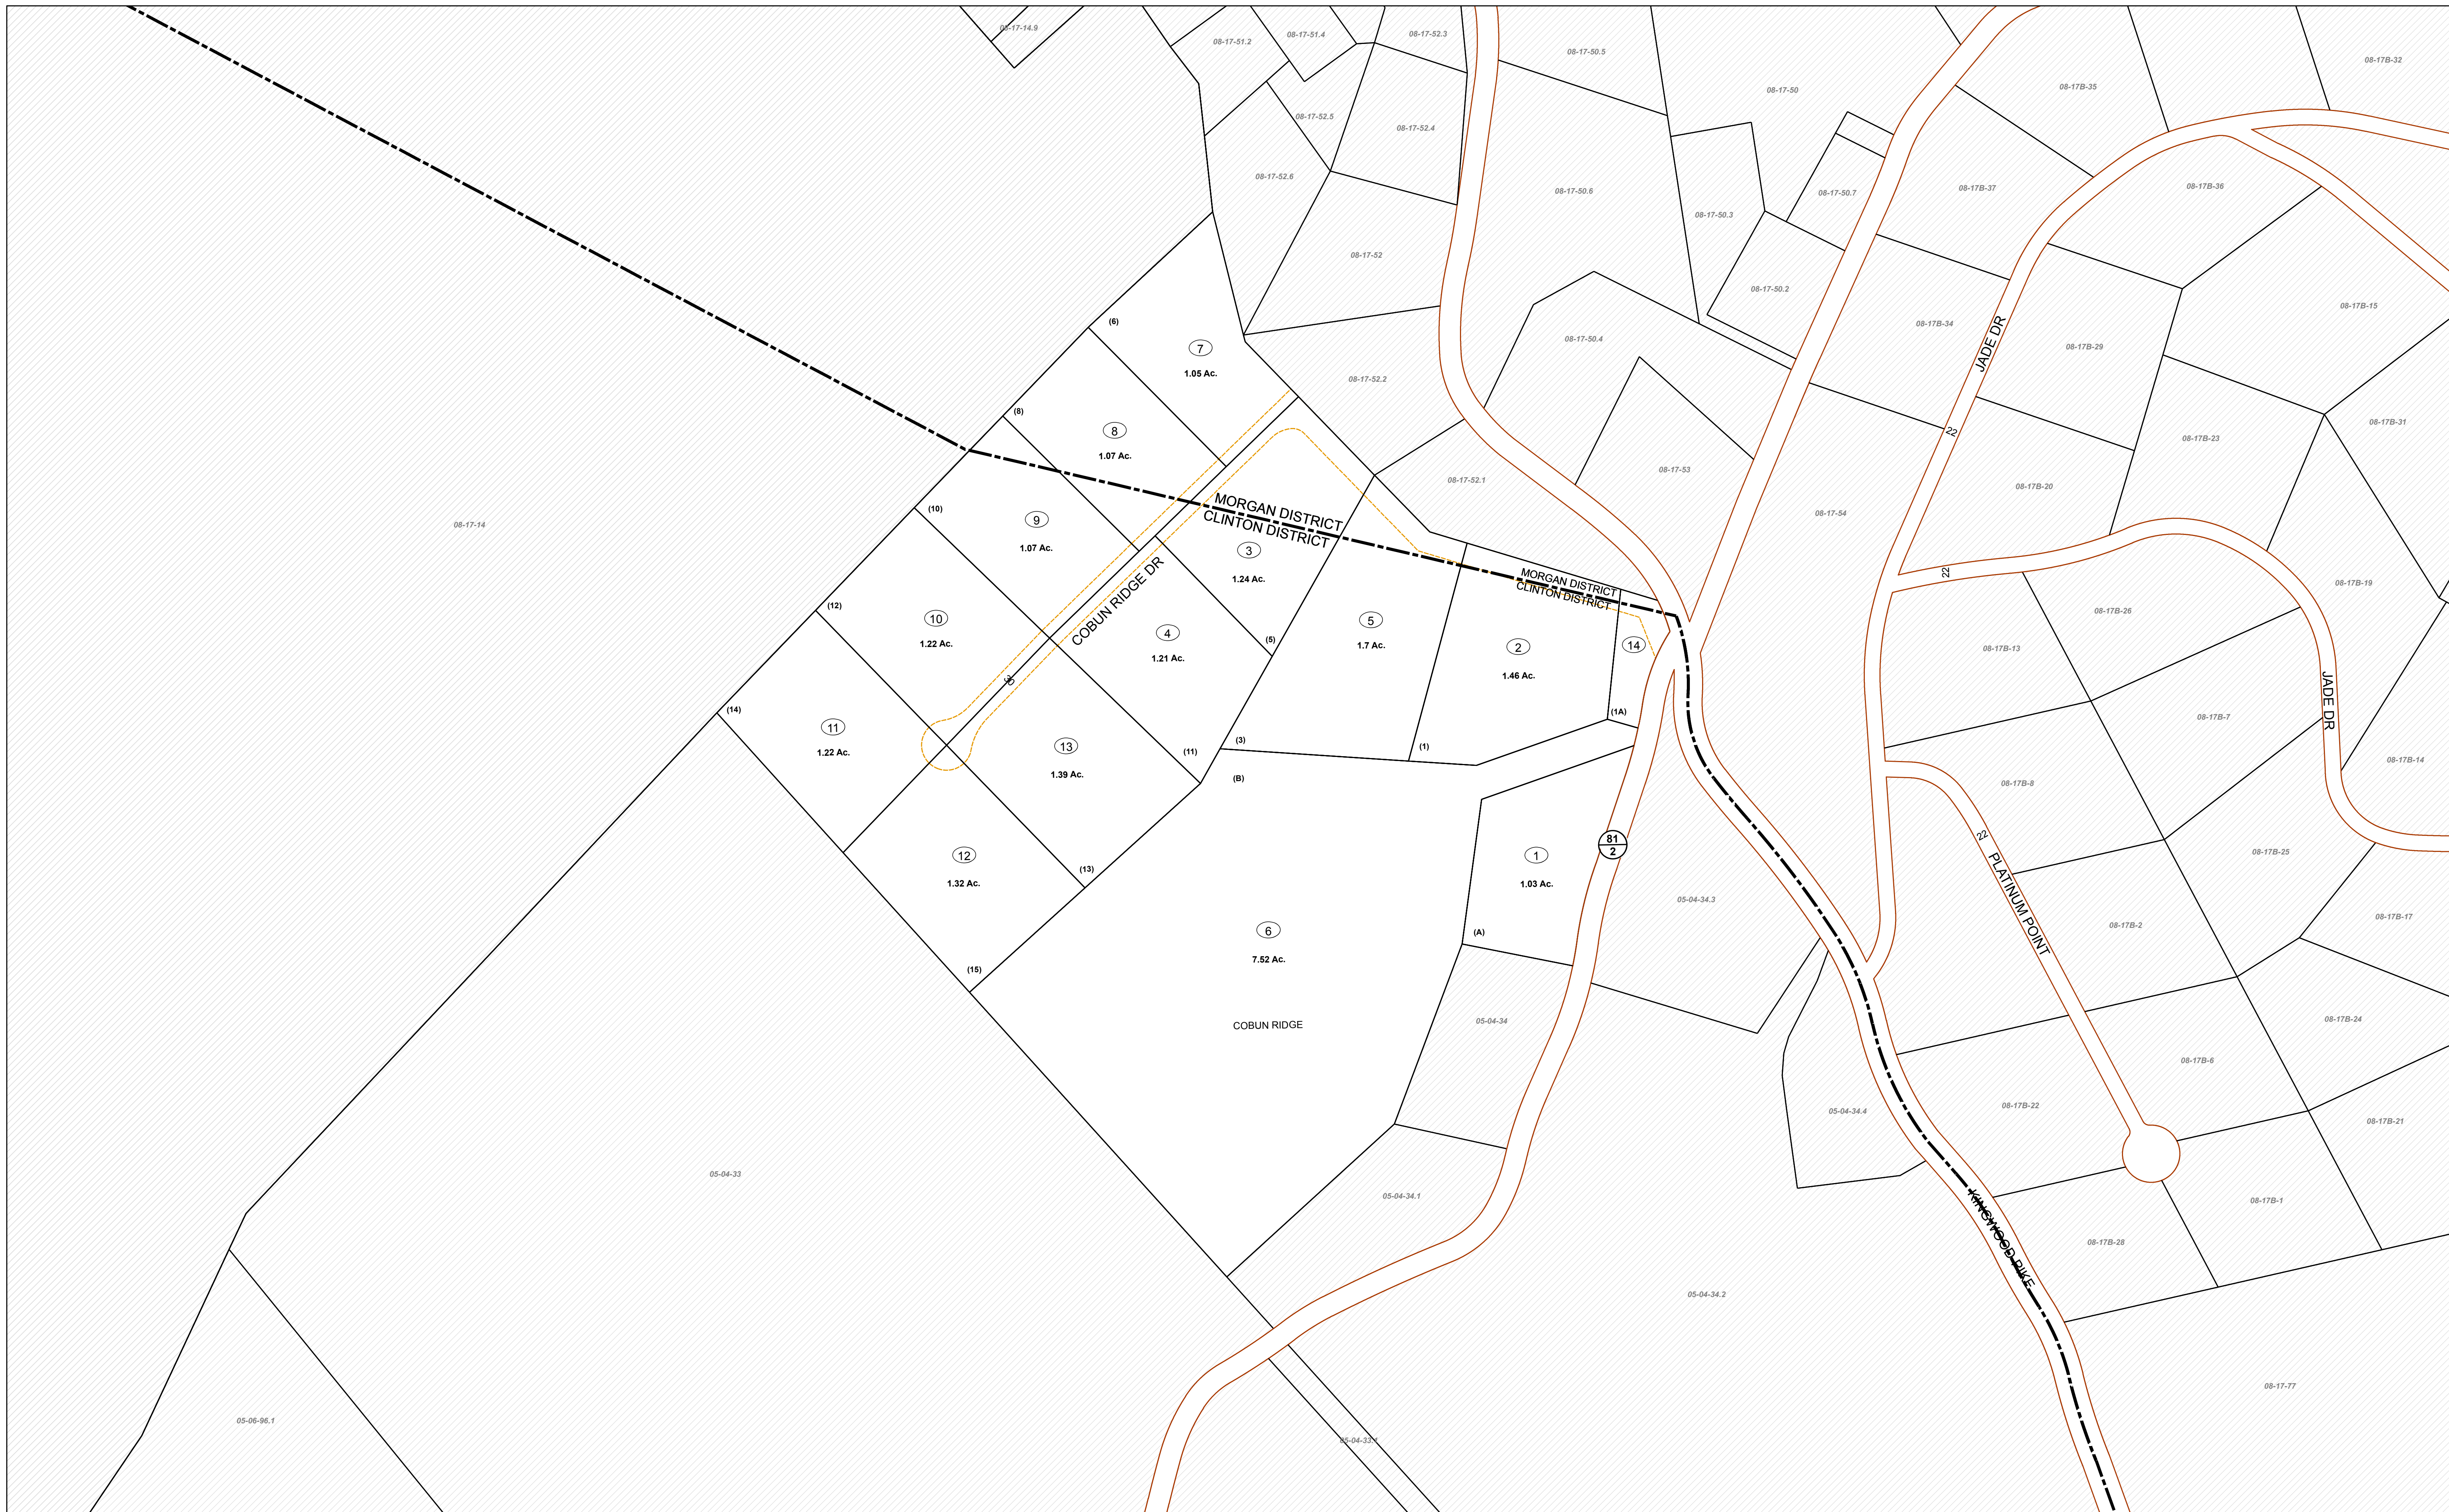 08-17-14.9
08-17-51.2
08-17-51.4
08-17-52.3
08-17-50.5
08-17-50
08-17B-35
08-17B-32
08-17-52.5
08-17-52.4
08-17-52.6
08-17-50.6
08-17-50.7
08-17B-37
08-17B-36
08-17-50.3
08-17-52
08-17-50.2
08-17B-15
(6)
7
1.05 Ac.
08-17-50.4
08-17B-34
JADE DR
08-17B-29
08-17-52.2
(8)
8
1.07 Ac.
22
08-17B-23
08-17B-31
08-17-14
(10)
9
1.07 Ac.
MORGAN DISTRICT
CLINTON DISTRICT
08-17-52.1
08-17-53
08-17-54
08-17B-20
3
1.24 Ac.
MORGAN DISTRICT
CLINTON DISTRICT
22
08-17B-19
(12)
10
1.22 Ac.
COBUN RIDGE DR
4
1.21 Ac.
(5)
5
1.7 Ac.
2
1.46 Ac.
14
08-17B-26
08-17B-13
30
(14)
11
1.22 Ac.
13
1.39 Ac.
(11)
(3)
(1)
(1A)
JADE DR
08-17B-7
08-17B-14
(B)
08-17B-8
12
1.32 Ac.
(13)
1
1.03 Ac.
81
2
22
PLATINUM POINT
08-17B-25
05-04-34.3
08-17B-2
08-17B-17
6
7.52 Ac.
(A)
(15)
COBUN RIDGE
05-04-34
08-17B-24
08-17B-6
05-04-34.4
08-17B-22
08-17B-21
05-04-33
05-04-34.1
08-17B-1
KINGWOOD PIKE
08-17B-28
05-04-34.2
08-17-77
05-06-96.1
05-04-33.1